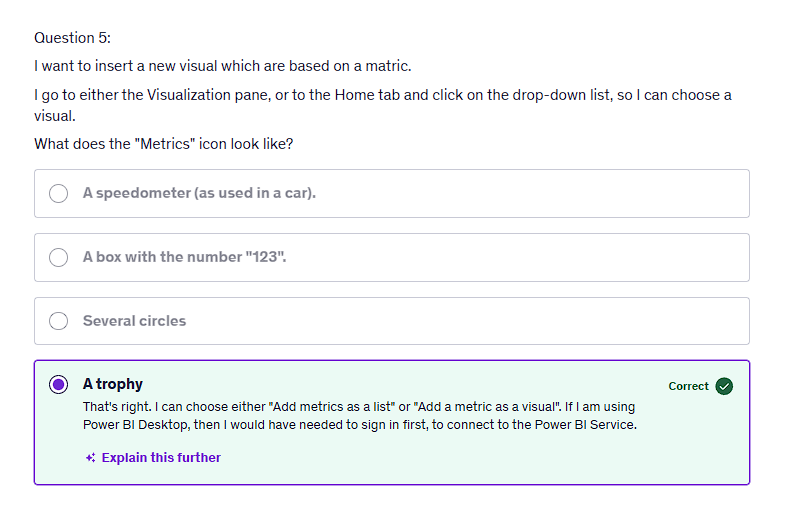 Question 5:
I want to insert a new visual which are based on a matric.
I go to either the Visualization pane, or to the Home tab and click on the drop-down list, so I can choose a
visual.
What does the "Metrics" icon look like?
A speedometer (as used in a car).
A box with the number "123".
Several circles
A trophy
Correct
That's right. I can choose either "Add metrics as a list" or "Add a metric as a visual". If I am using
Power BI Desktop, then I would have needed to sign in first, to connect to the Power BI Service.
Explain this further